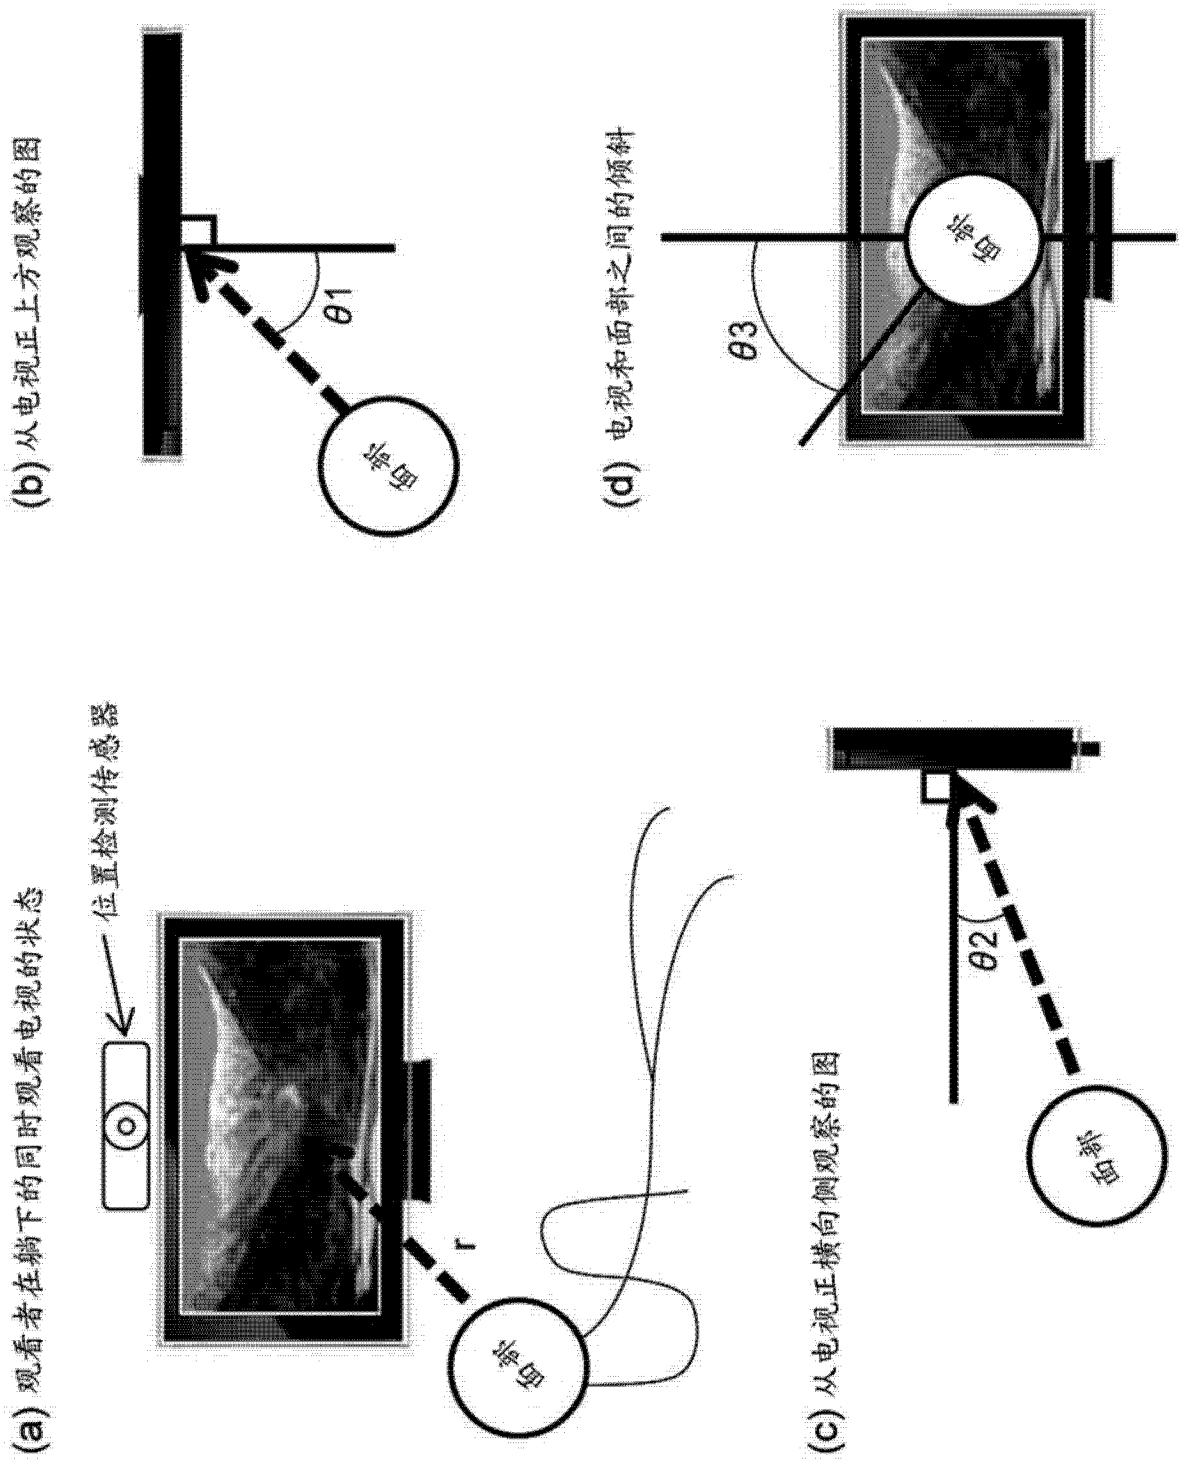 (a) 观看者在躺下的同时观看电视的状态
位置检测传感器
r
面部
(b) 从电视正上方观察的图
θ1
面部
(c) 从电视正横向侧观察的图
θ2
面部
(d) 电视和面部之间的倾斜
θ3
面部